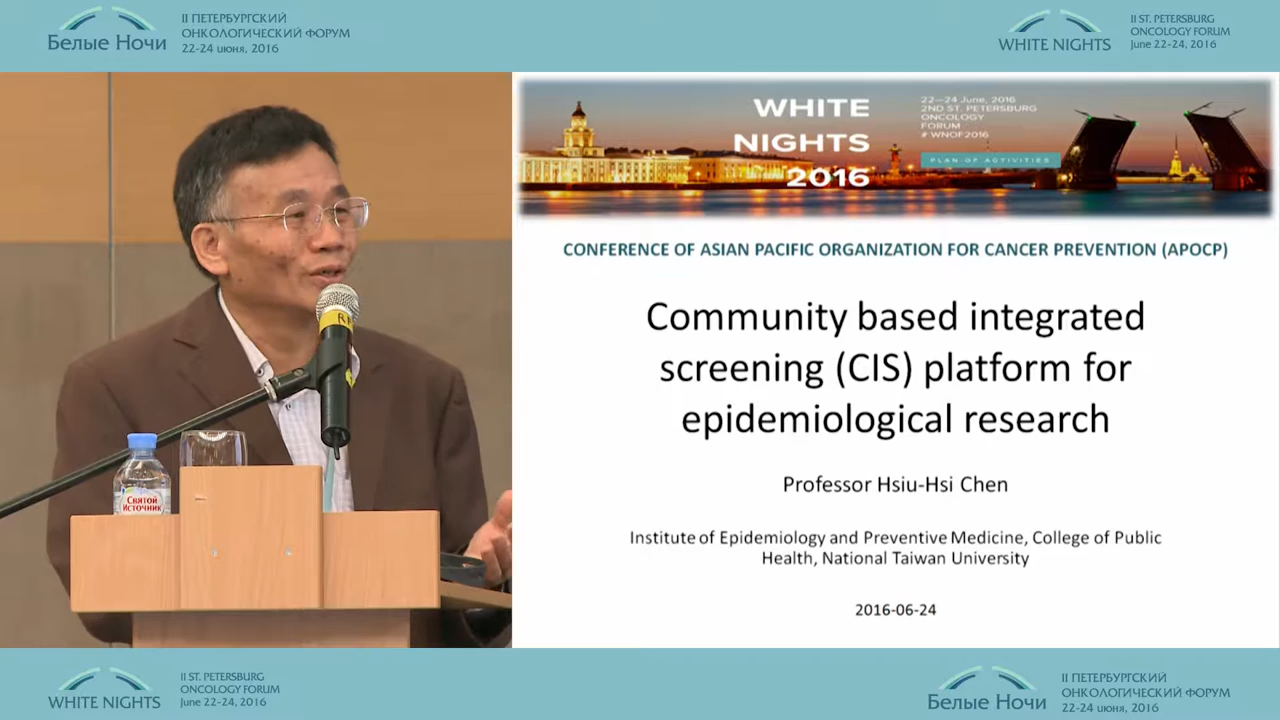 Белые Ночи
II ПЕТЕРБУРГСКИЙ
ОНКОЛОГИЧЕСКИЙ ФОРУМ
22-24 июня, 2016
WHITE NIGHTS
II ST. PETERSBURG
ONCOLOGY FORUM
June 22-24, 2016
WHITE
NIGHTS
2016
22—24 June, 2016
2ND ST. PETERSBURG
ONCOLOGY
FORUM
# WNOF2016
PLAN OF ACTIVITIES
CONFERENCE OF ASIAN PACIFIC ORGANIZATION FOR CANCER PREVENTION (APOCP)
Community based integrated
screening (CIS) platform for
epidemiological research
Professor Hsiu-Hsi Chen
Institute of Epidemiology and Preventive Medicine, College of Public
Health, National Taiwan University
2016-06-24
Святой
Источник
WHITE NIGHTS
II ST. PETERSBURG
ONCOLOGY FORUM
June 22-24, 2016
Белые Ночи
II ПЕТЕРБУРГСКИЙ
ОНКОЛОГИЧЕСКИЙ ФОРУМ
22-24 июня, 2016